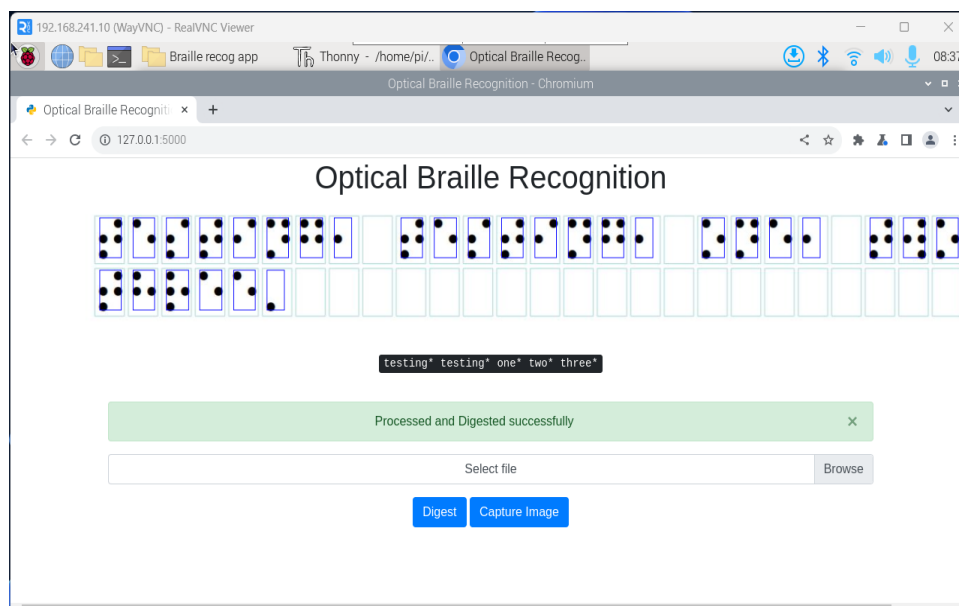 192.168.241.10 (WayVNC) - RealVNC Viewer
Braille recog app Thonny - /home/pi/.. Optical Braille Recog.. 08:37
Optical Braille Recognition - Chromium
Optical Braille Recogniti
127.0.0.1:5000
Optical Braille Recognition
⠞⠑⠎⠞⠊⠝⠛⠂ ⠞⠑⠎⠞⠊⠝⠛⠂ ⠕⠝⠑⠂ ⠞⠺⠕
⠞⠓⠗⠑⠑⠄
testing* testing* one* two* three*
Processed and Digested successfully
Select file Browse
Digest Capture Image